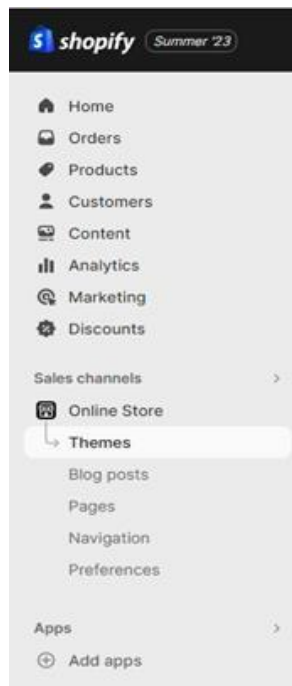 shopify Summer '23
Home
Orders
Products
Customers
Content
Analytics
Marketing
Discounts
Sales channels
Online Store
Themes
Blog posts
Pages
Navigation
Preferences
Apps
Add apps